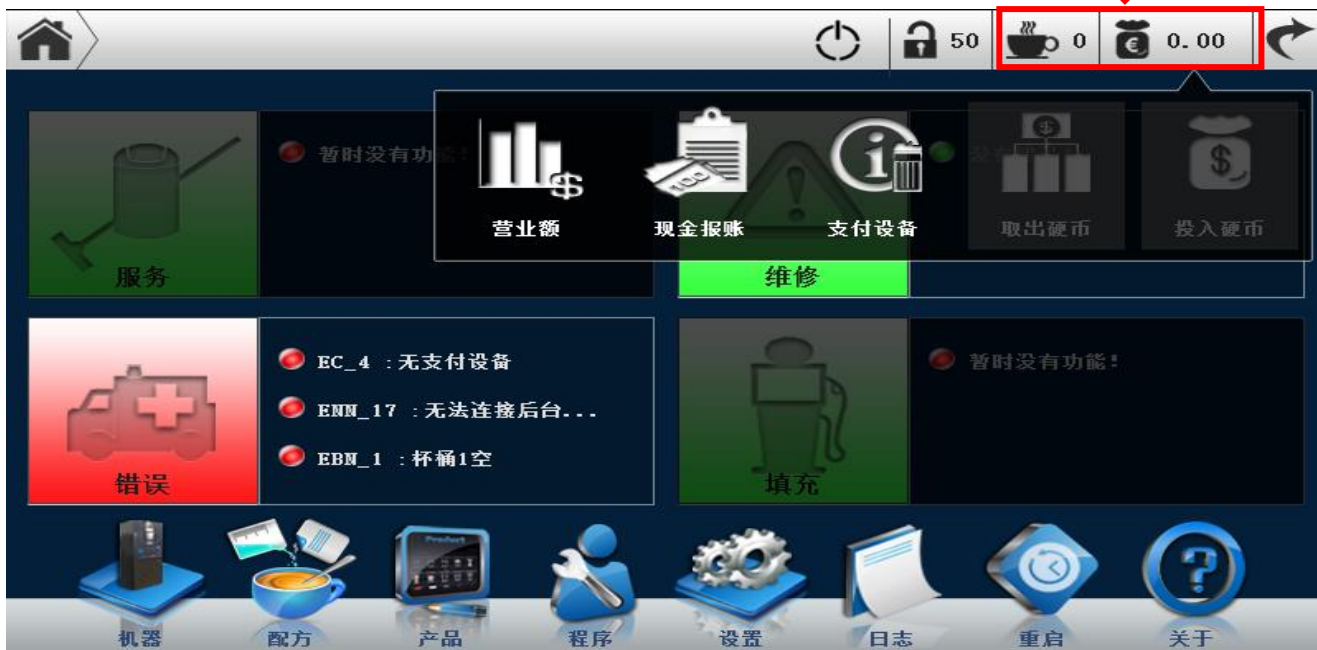 50
0
0.00
暂时没有功
营业额
现金报账
支付设备
取出硬币
投入硬币
服务
维修
EC_4 :无支付设备
ENN_17 :无法连接后台...
EBN_1 :杯桶1空
错误
暂时没有功能!
填充
Product
机器
配方
产品
程序
设置
日志
重启
关于